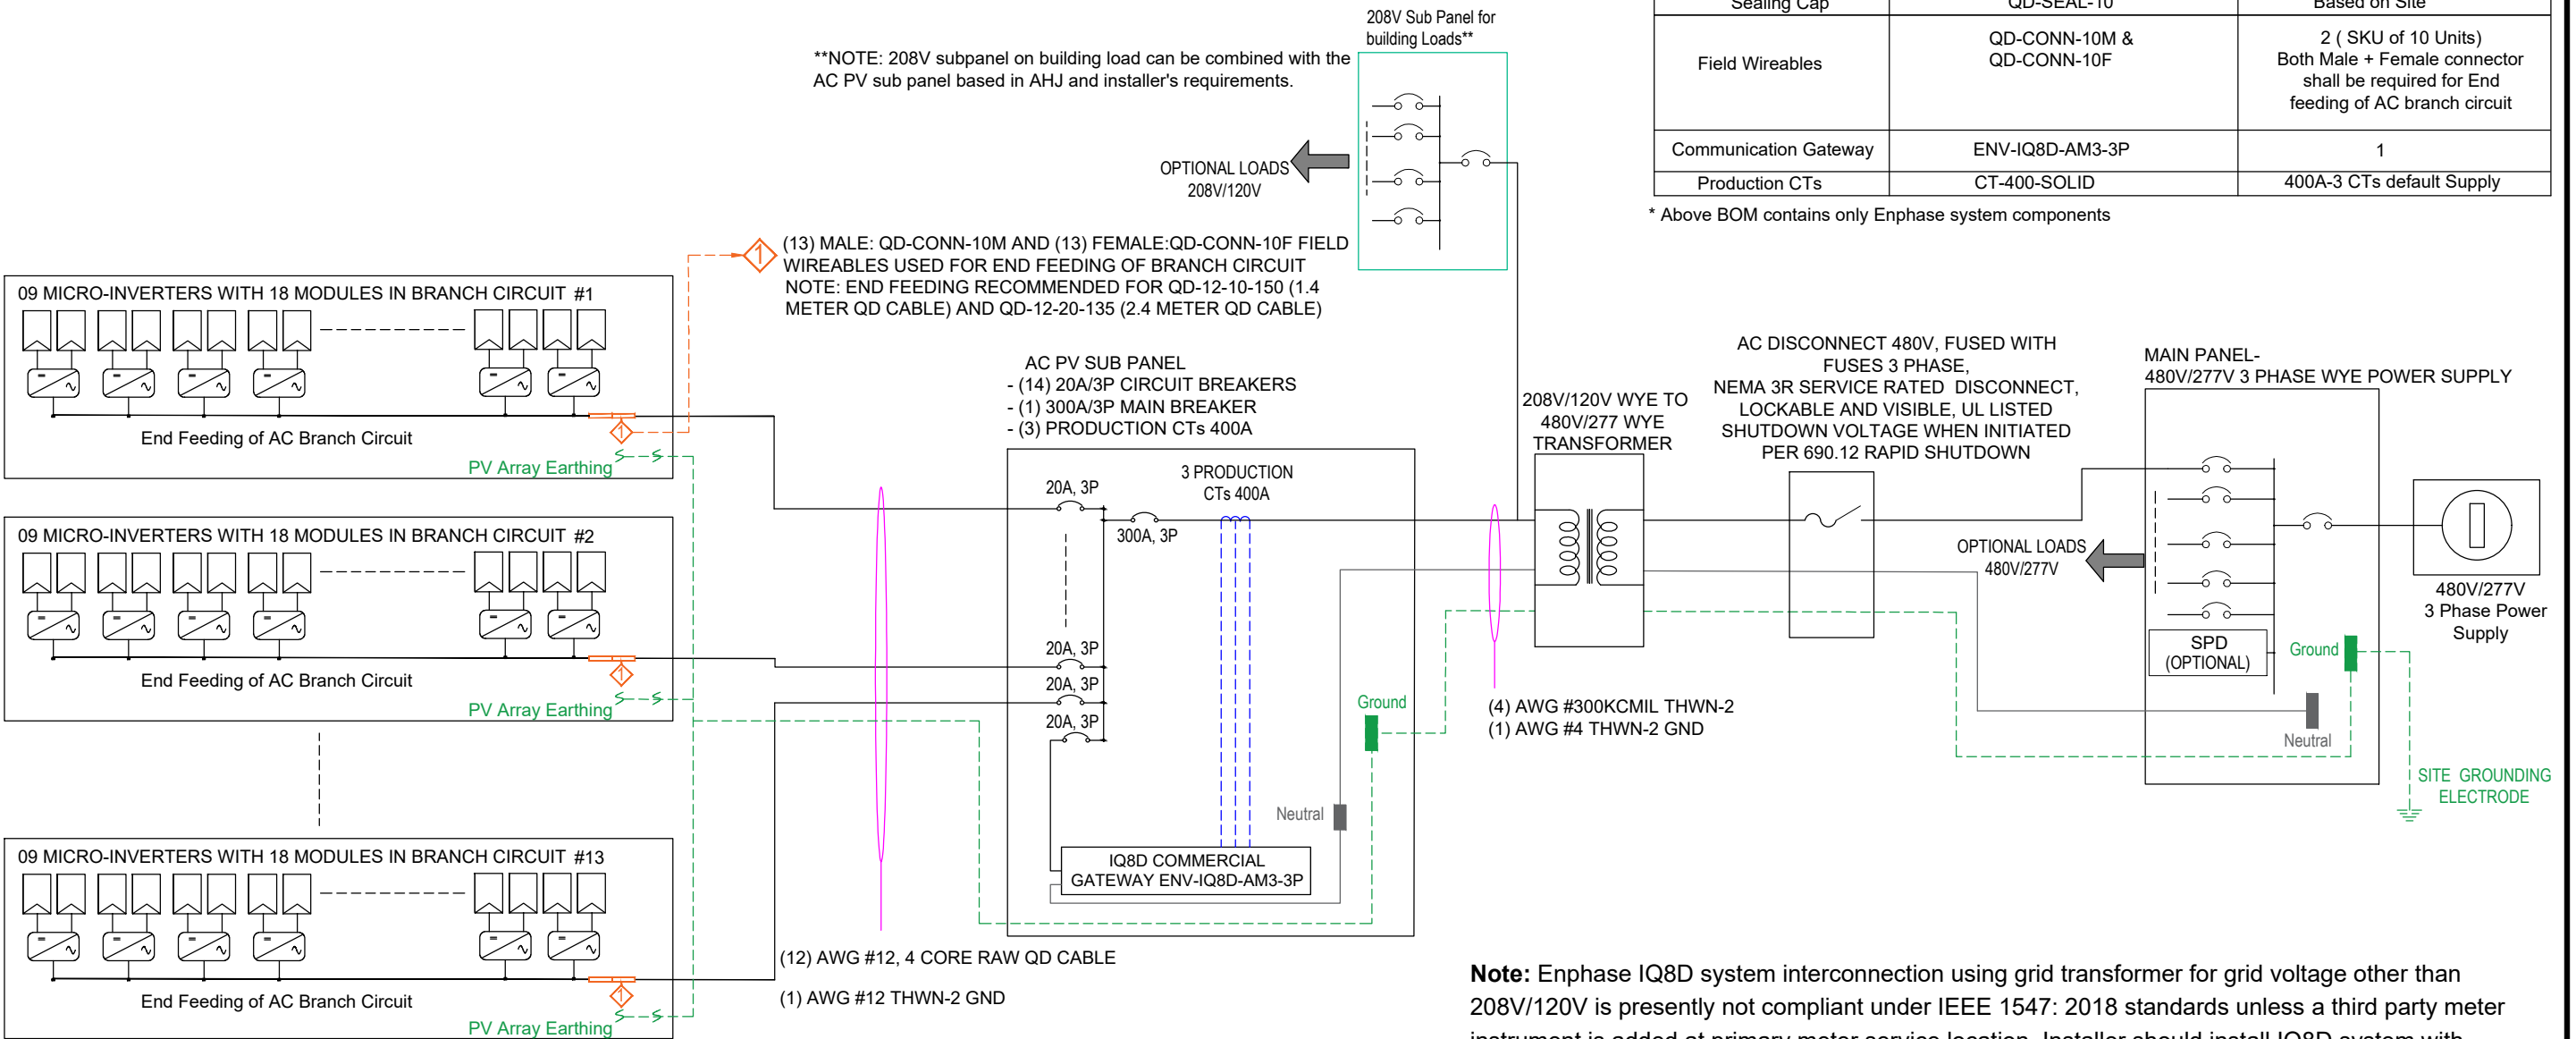 208V Sub Panel for
building Loads**
**NOTE: 208V subpanel on building load can be combined with the
AC PV sub panel based in AHJ and installer's requirements.
OPTIONAL LOADS
208V/120V
Sealing Cap
QD-SEAL-10
Based on Site
Field Wireables
QD-CONN-10M &
QD-CONN-10F
2 ( SKU of 10 Units)
Both Male + Female connector
shall be required for End
feeding of AC branch circuit
Communication Gateway
ENV-IQ8D-AM3-3P
1
Production CTs
CT-400-SOLID
400A-3 CTs default Supply
* Above BOM contains only Enphase system components
1
(13) MALE: QD-CONN-10M AND (13) FEMALE:QD-CONN-10F FIELD
WIREABLES USED FOR END FEEDING OF BRANCH CIRCUIT
NOTE: END FEEDING RECOMMENDED FOR QD-12-10-150 (1.4
METER QD CABLE) AND QD-12-20-135 (2.4 METER QD CABLE)
09 MICRO-INVERTERS WITH 18 MODULES IN BRANCH CIRCUIT #1
End Feeding of AC Branch Circuit
1
PV Array Earthing
09 MICRO-INVERTERS WITH 18 MODULES IN BRANCH CIRCUIT #2
End Feeding of AC Branch Circuit
1
PV Array Earthing
09 MICRO-INVERTERS WITH 18 MODULES IN BRANCH CIRCUIT #13
End Feeding of AC Branch Circuit
1
PV Array Earthing
AC PV SUB PANEL
- (14) 20A/3P CIRCUIT BREAKERS
- (1) 300A/3P MAIN BREAKER
- (3) PRODUCTION CTs 400A
20A, 3P
3 PRODUCTION
CTs 400A
300A, 3P
20A, 3P
20A, 3P
20A, 3P
Ground
Neutral
IQ8D COMMERCIAL
GATEWAY ENV-IQ8D-AM3-3P
(12) AWG #12, 4 CORE RAW QD CABLE
(1) AWG #12 THWN-2 GND
208V/120V WYE TO
480V/277 WYE
TRANSFORMER
(4) AWG #300KCMIL THWN-2
(1) AWG #4 THWN-2 GND
AC DISCONNECT 480V, FUSED WITH
FUSES 3 PHASE,
NEMA 3R SERVICE RATED DISCONNECT,
LOCKABLE AND VISIBLE, UL LISTED
SHUTDOWN VOLTAGE WHEN INITIATED
PER 690.12 RAPID SHUTDOWN
MAIN PANEL-
480V/277V 3 PHASE WYE POWER SUPPLY
OPTIONAL LOADS
480V/277V
SPD
(OPTIONAL)
Ground
Neutral
480V/277V
3 Phase Power
Supply
SITE GROUNDING
ELECTRODE
Note: Enphase IQ8D system interconnection using grid transformer for grid voltage other than
208V/120V is presently not compliant under IEEE 1547: 2018 standards unless a third party meter
instrument is added at primary meter service location. Installer should install IQ8D system with